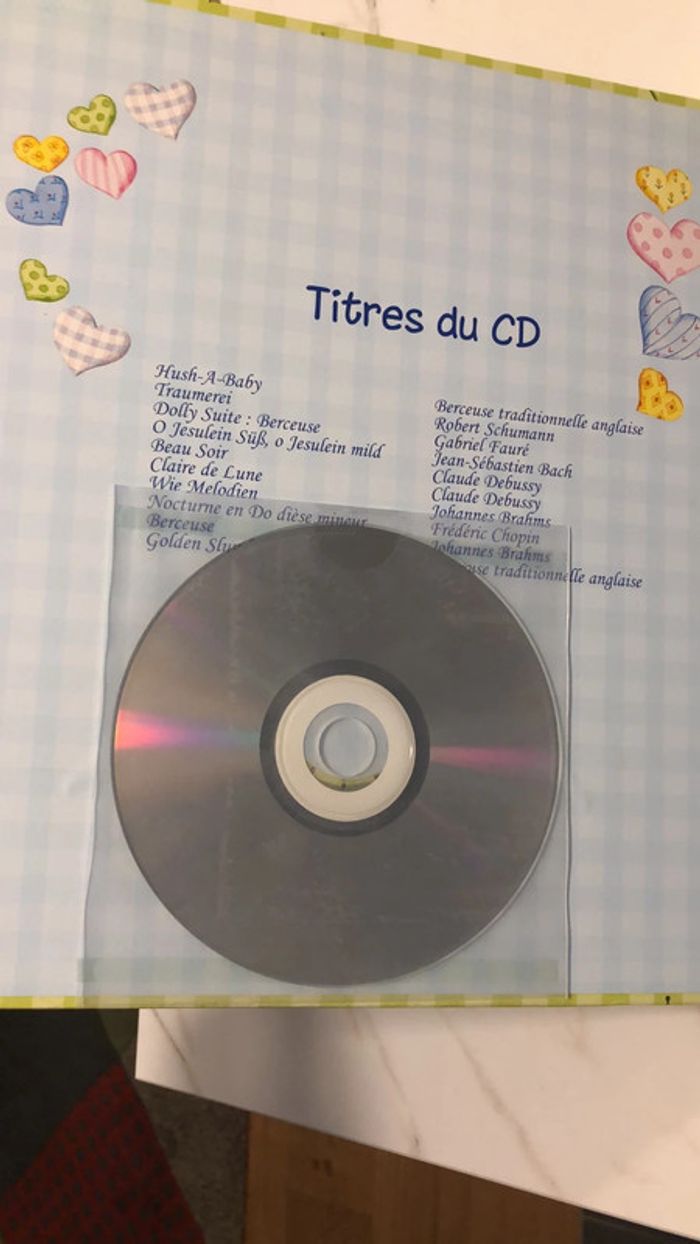 Titres du CD
Hush-A-Baby
Traumerei
Dolly Suite : Berceuse
O Jesulein Süß, o Jesulein mild
Beau Soir
Claire de Lune
Wie Melodien
Nocturne en Do dièse mineur
Berceuse
Golden
Berceuse traditionnelle anglaise
Robert Schumann
Gabriel Fauré
Jean-Sébastien Bach
Claude Debussy
Claude Debussy
Johannes Brahms
Frédéric Chopin
Johannes Brahms
traditionnelle anglaise